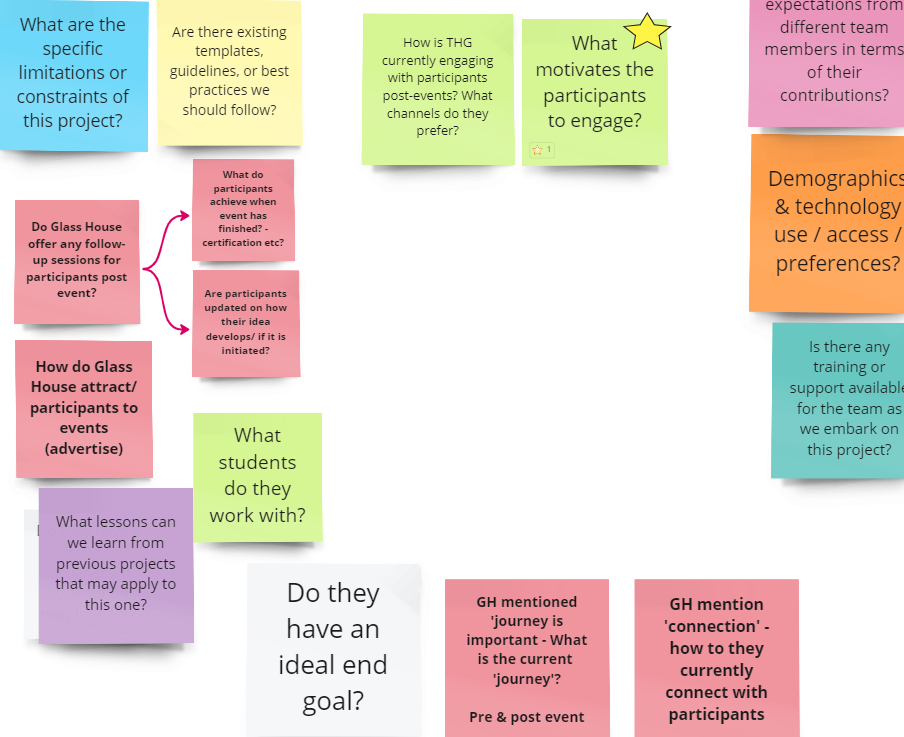 What are the
specific
limitations or
constraints of
this project?
Are there existing
templates,
guidelines, or best
practices we
should follow?
How is THG
currently engaging
with participants
post-events? What
channels do they
prefer?
What
motivates the
participants
to engage?
1
expectations from
different team
members in terms
of their
contributions?
Demographics
& technology
use / access /
preferences?
Is there any
training or
support available
for the team as
we embark on
this project?
Do Glass House
offer any follow-
up sessions for
participants post
event?
What do
participants
achieve when
event has
finished? -
certification etc?
Are participants
updated on how
their idea
develops/ if it is
initiated?
How do Glass
House attract/
participants to
events
(advertise)
What
students
do they
work with?
What lessons can
we learn from
previous projects
that may apply to
this one?
Do they
have an
ideal end
goal?
GH mentioned
'journey is
important - What
is the current
'journey'?
Pre & post event
GH mention
'connection' -
how to they
currently
connect with
participants